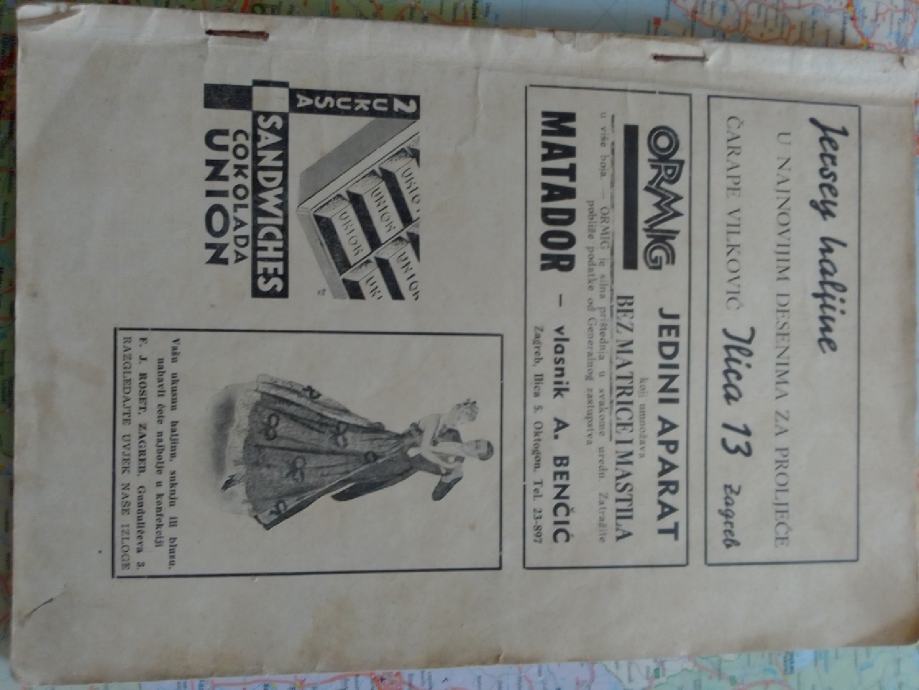 Jersey haljine
U NAJNOVIJIM DESENIMA ZA PROLJEĆE
ČARAPE VILKOVIĆ Ilica 13 Zagreb
ORMIG
JEDINI APARAT
koji umnožava
BEZ MATRICE I MASTILA
u više boja. — ORMIG je silna prištednja u svakome uredu. Zatražite
pobliže podatke od Generalnog zastupstva
MATADOR – vlasnik A. BENČIĆ
Zagreb, Ilica 5. Oktogon. Tel. 23-897
2 UKUSA
UNION
SANDWICHES
ČOKOLADA
UNION
Vašu ukusnu haljinu, suknju ili bluzu,
nabavit ćete najbolje u konfekciji
F. J. ROSET, ZAGREB, Gundulićeva 3.
RAZGLEDAJTE UVJEK NAŠE IZLOGE